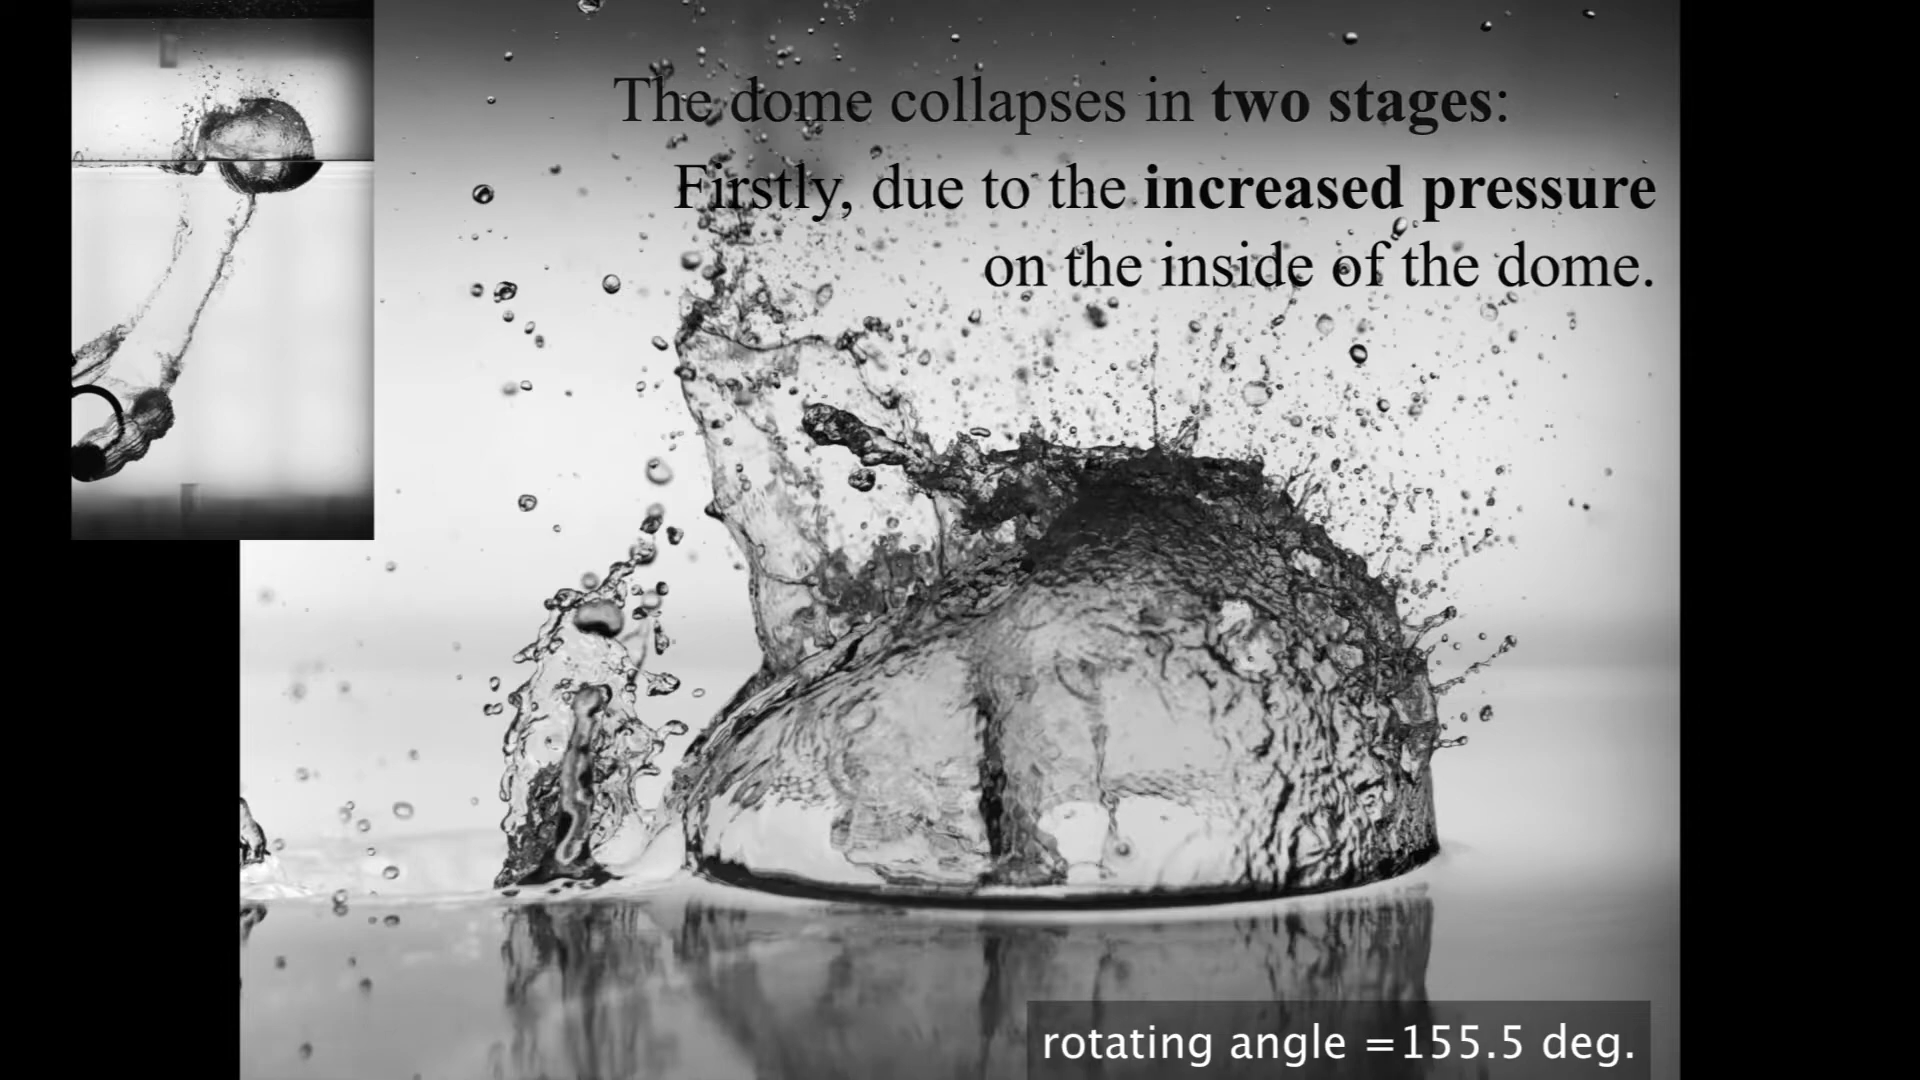 The dome collapses in two stages:
Firstly, due to the increased pressure
on the inside of the dome.
rotating angle =155.5 deg.